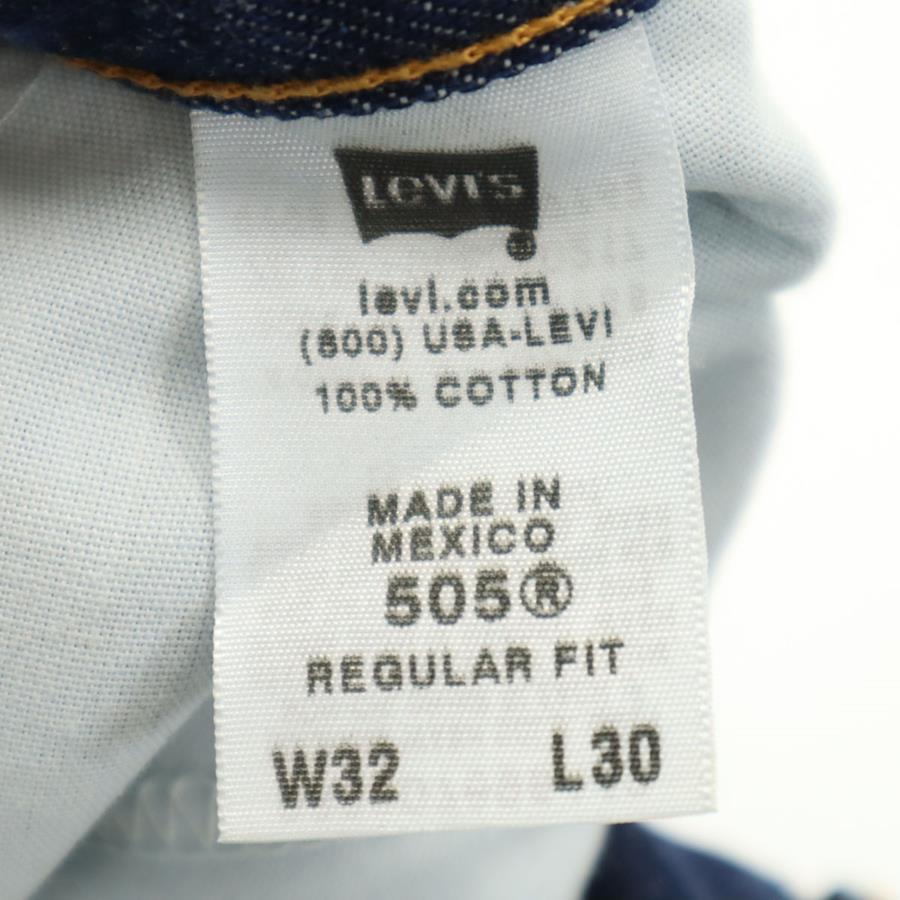 LEVI'S
®
levi.com
(800) USA-LEVI
100% COTTON
MADE IN
MEXICO
505®
REGULAR FIT
W32 L30